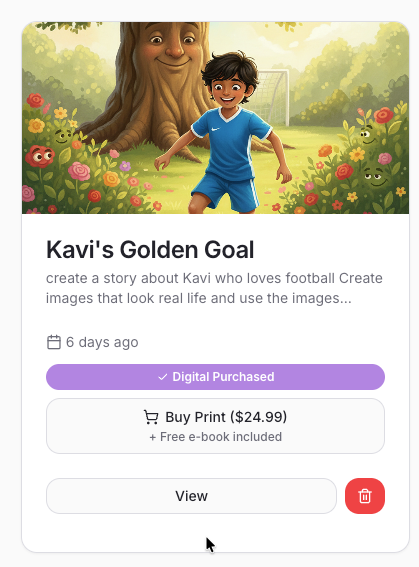 Kavi's Golden Goal
create a story about Kavi who loves football Create
images that look real life and use the images...
6 days ago
Digital Purchased
Buy Print ($24.99)
+ Free e-book included
View